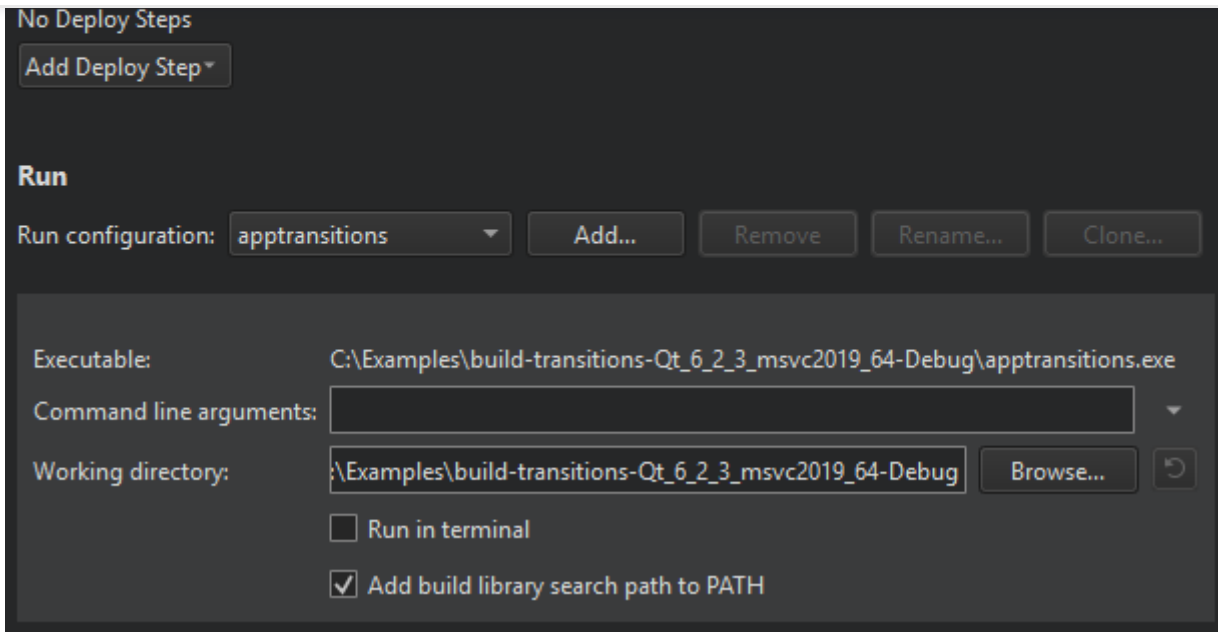 No Deploy Steps
Add Deploy Step
Run
Run configuration: apptransitions Add... Remove Rename... Clone...
Executable: C:\Examples\build-transitions-Qt_6_2_3_msvc2019_64-Debug\apptransitions.exe
Command line arguments:
Working directory: :\Examples\build-transitions-Qt_6_2_3_msvc2019_64-Debug Browse...
Run in terminal
Add build library search path to PATH